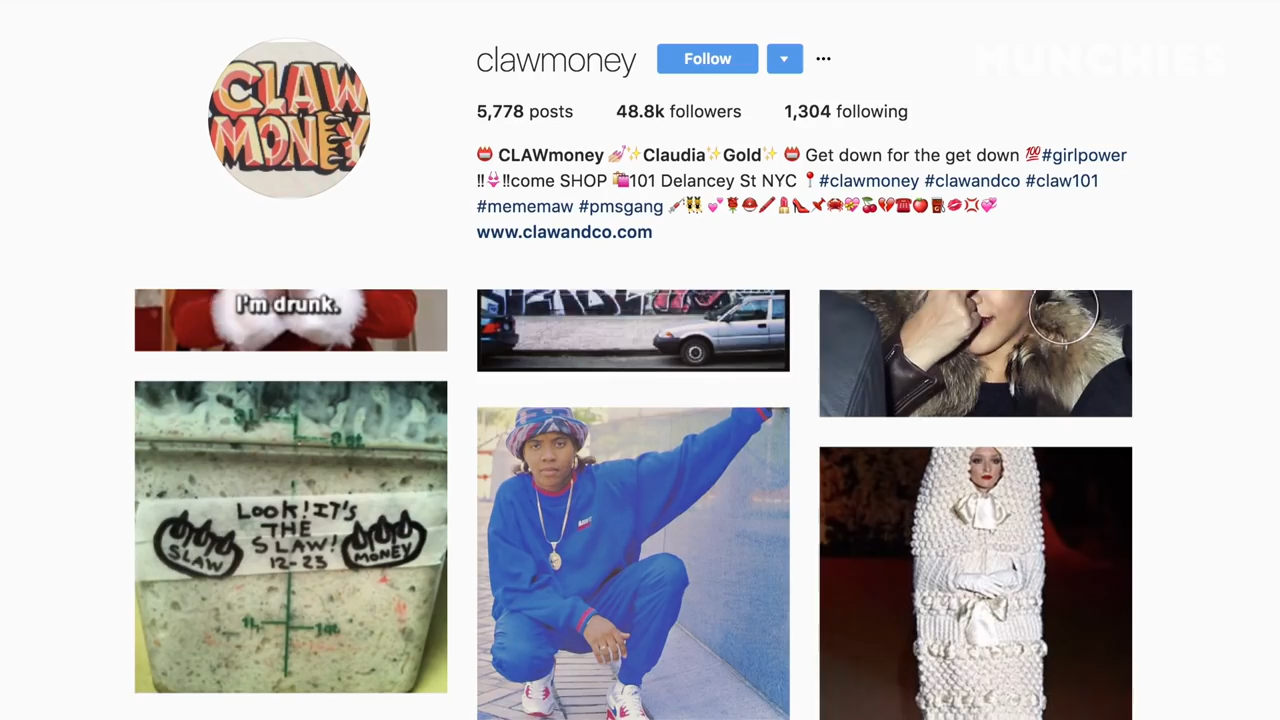 MUNCHIES
CLAW
MONEY
clawmoney Follow
5,778 posts 48.8k followers 1,304 following
📛 CLAWmoney 💅🏼✨Claudia✨Gold✨ 📛 Get down for the get down 💯#girlpower
‼️👙‼️come SHOP 🛍101 Delancey St NYC 📍#clawmoney #clawandco #claw101
#mememaw #pmsgang 💉👯💕🌹⛑🖍💄👠📌🦀💝🍒💔☎️🍎⛽💋💢💞
www.clawandco.com
I'm drunk.
LOOK! IT'S
THE
SLAW!
12-23
SLAW
MONEY
1qt